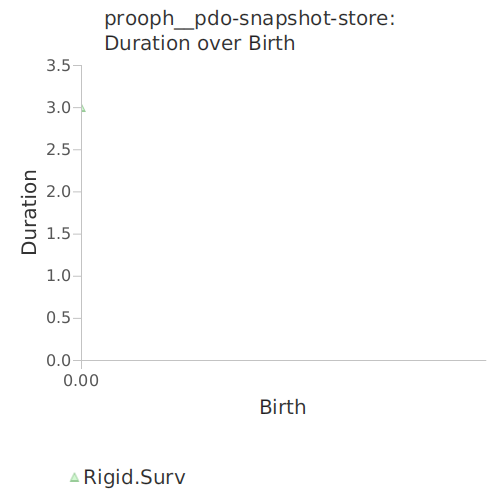 prooph__pdo-snapshot-store:
Duration over Birth
3.5
3.0
2.5
2.0
1.5
1.0
0.5
0.0
Duration
0.00
Birth
Rigid.Surv